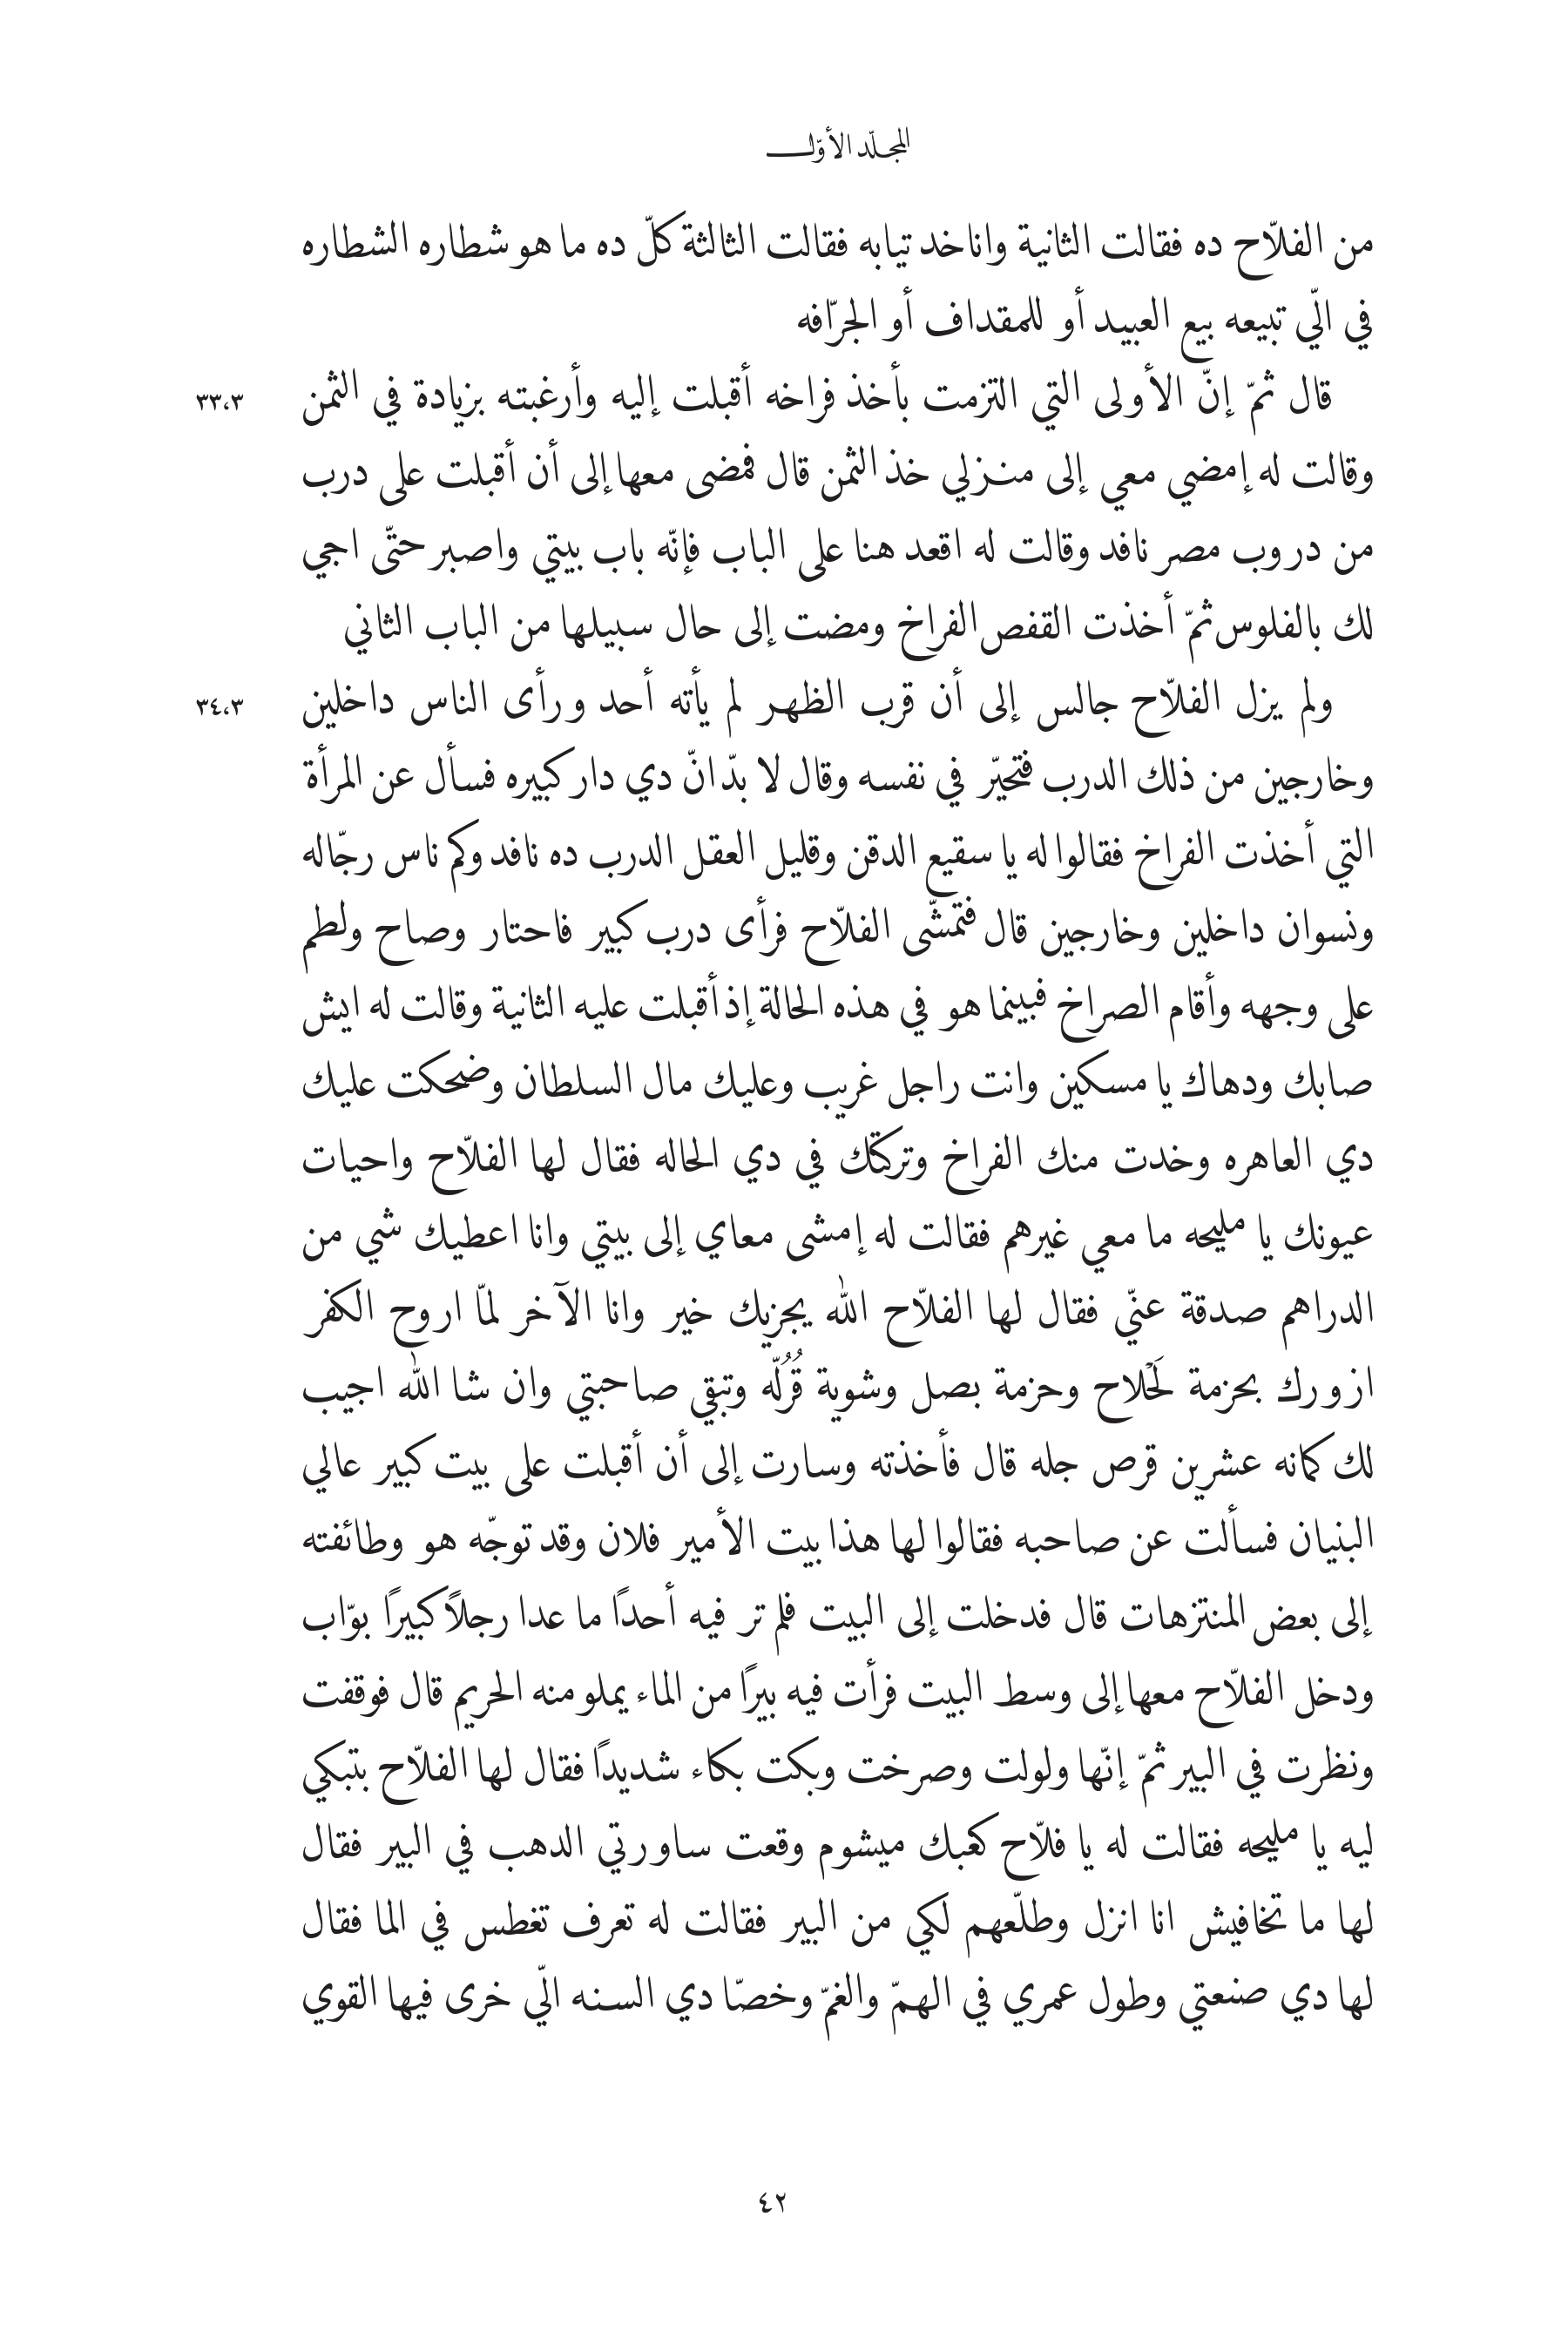 المجلّد الأوّل
من الفلّاح ده فقالت الثانية واناخد تيابه فقالت الثالثة كلّ ده ما هو شطاره الشطاره
في الّي تبيعه بيع العبيد أو للمقداف أو الجرّافه
٣٣،٣ قال ثمّ إنّ الأولى التي التزمت بأخذ فراخه أقبلت إليه وأرغبته بزيادة في الثمن
وقالت له إمضي معي إلى منزلي خذ الثمن قال فمضى معها إلى أن أقبلت على درب
من دروب مصر نافد وقالت له اقعد هنا على الباب فإنّه باب بيتي واصبر حتّى اجي
لك بالفلوس ثمّ أخذت القفص الفراخ ومضت إلى حال سبيلها من الباب الثاني
٣٤،٣ ولم يزل الفلّاح جالس إلى أن قرب الظهر لم يأته أحد ورأى الناس داخلين
وخارجين من ذلك الدرب فتحيّر في نفسه وقال لا بدّ انّ دي دار كبيره فسأل عن المرأة
التي أخذت الفراخ فقالوا له يا سقيع الدقن وقليل العقل الدرب ده نافد وكم ناس رجّاله
ونسوان داخلين وخارجين قال فتمشّى الفلّاح فرأى درب كبير فاحتار وصاح ولطم
على وجهه وأقام الصراخ فبينما هو في هذه الحالة إذ أقبلت عليه الثانية وقالت له ايش
صابك ودهاك يا مسكين وانت راجل غريب وعليك مال السلطان وضحكت عليك
دي العاهره وخدت منك الفراخ وتركتك في دي الحاله فقال لها الفلّاح واحيات
عيونك يا مليحه ما معي غيرهم فقالت له إمشى معاي إلى بيتي وانا اعطيك شي من
الدراهم صدقة عنّي فقال لها الفلّاح الله يجزيك خير وانا الآخر لمّا اروح الكفر
ازورك بحزمة لَحْلاح وحزمة بصل وشوية قُرُلّه وتبقي صاحبتي وان شا الله اجيب
لك كمانه عشرين قرص جله قال فأخذته وسارت إلى أن أقبلت على بيت كبير عالي
البنيان فسألت عن صاحبه فقالوا لها هذا بيت الأمير فلان وقد توجّه هو وطائفته
إلى بعض المنتزهات قال فدخلت إلى البيت فلم تر فيه أحدًا ما عدا رجلاً كبيرًا بوّاب
ودخل الفلّاح معها إلى وسط البيت فرأت فيه بيرًا من الماء يملو منه الحريم قال فوقفت
ونظرت في البير ثمّ إنّها ولولت وصرخت وبكت بكاء شديدًا فقال لها الفلّاح بتبكي
ليه يا مليحه فقالت له يا فلّاح كعبك ميشوم وقعت ساورتي الدهب في البير فقال
لها ما تخافيش انا انزل وطلّعهم لكي من البير فقالت له تعرف تغطس في الما فقال
لها دي صنعتي وطول عمري في الهمّ والغمّ وخصّا دي السنه الّي خرى فيها القوي
٤٢